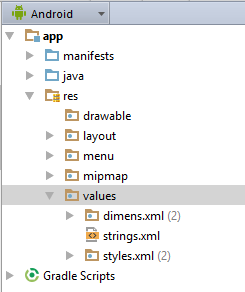 Android
app
manifests
java
res
drawable
layout
menu
mipmap
values
dimens.xml (2)
strings.xml
styles.xml (2)
Gradle Scripts